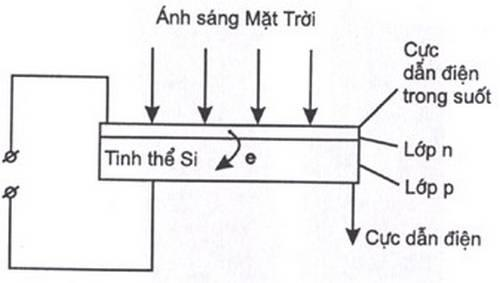 Ánh sáng Mặt Trời
Cực
dẫn điện
trong suốt
Lớp n
Tinh thể Si
e
Lớp p
Cực dẫn điện